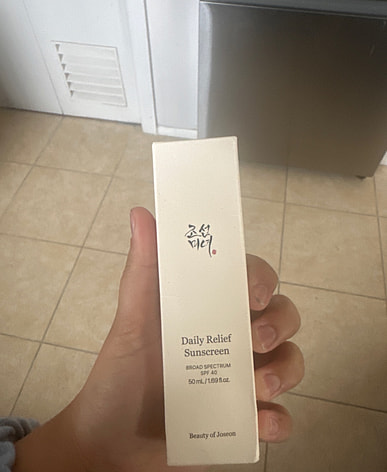 조선
미녀
Daily Relief
Sunscreen
BROAD SPECTRUM
SPF 40
50 mL / 1.69 fl.oz.
Beauty of Joseon